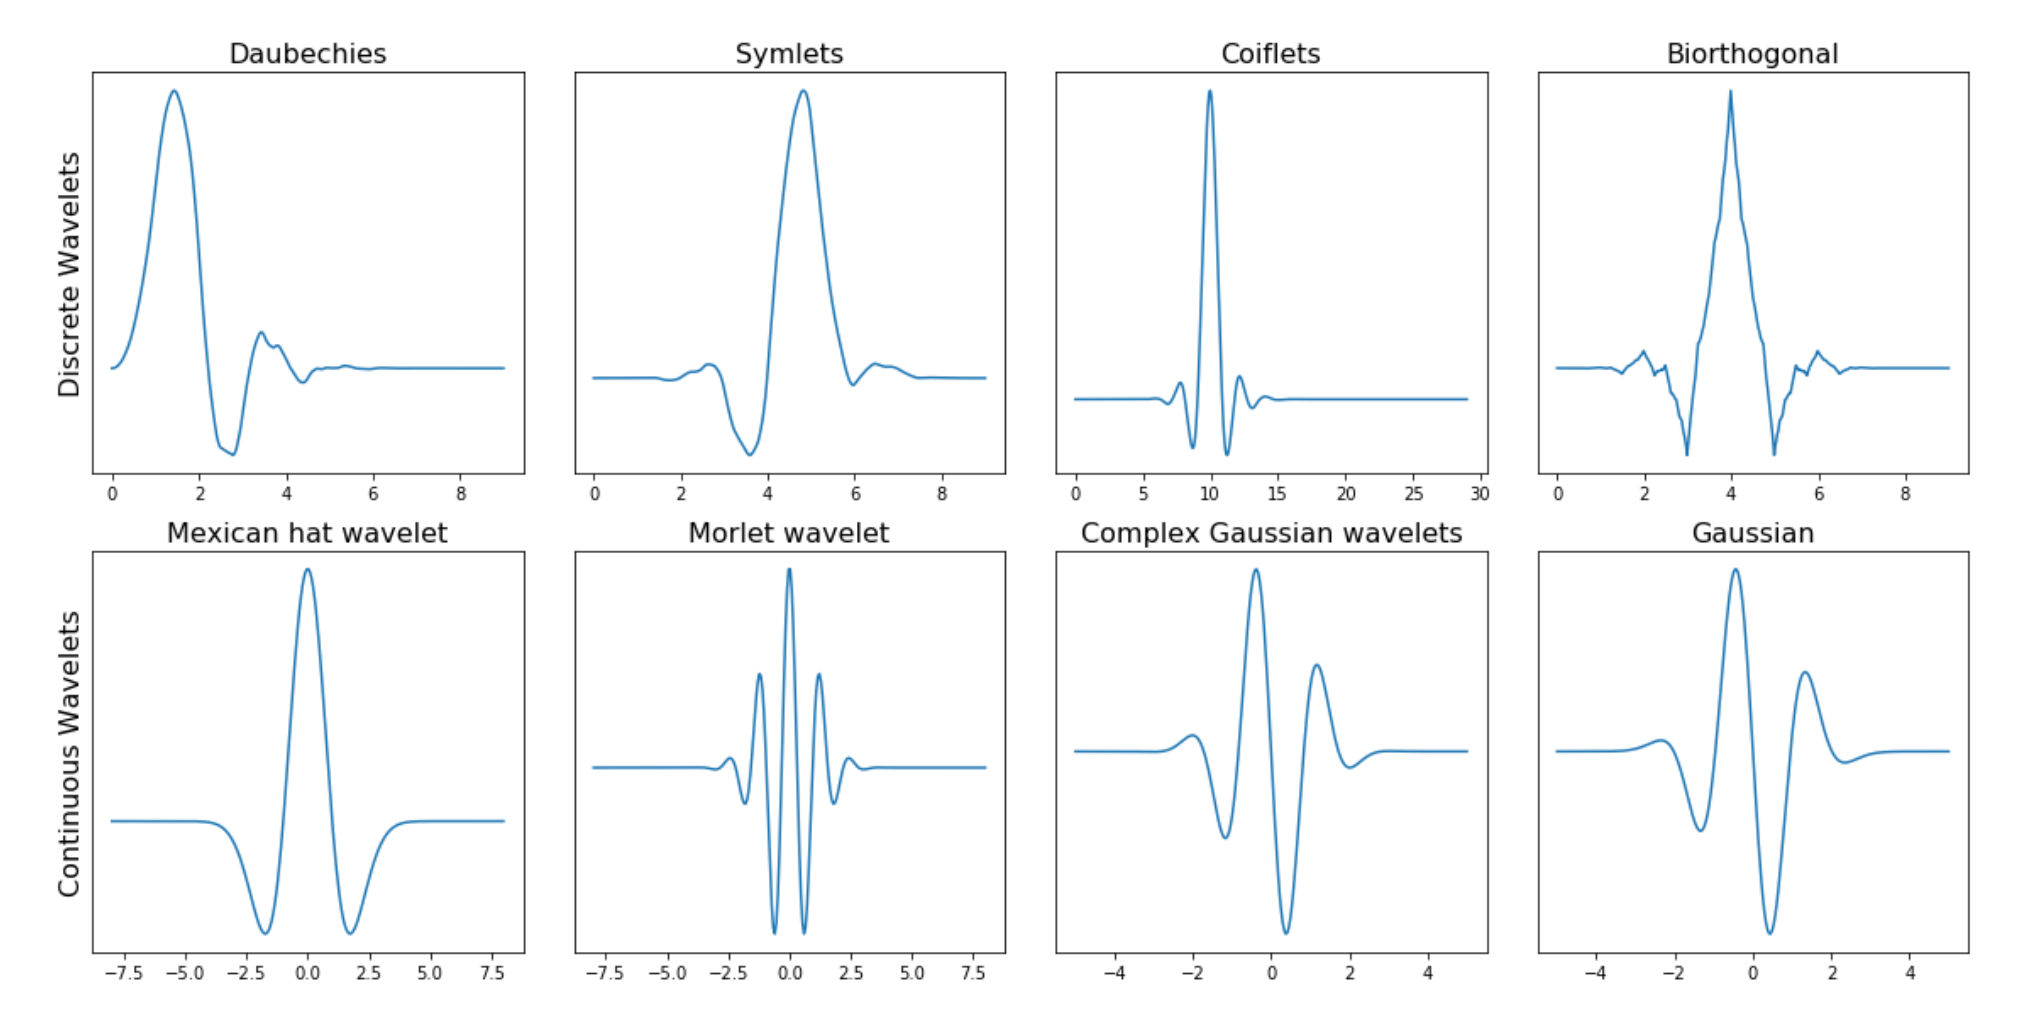 Daubechies
Symlets
Coiflets
Biorthogonal
Discrete Wavelets
0 2 4 6 8
0 2 4 6 8
0 5 10 15 20 25 30
0 2 4 6 8
Mexican hat wavelet
Morlet wavelet
Complex Gaussian wavelets
Gaussian
Continuous Wavelets
−7.5 −5.0 −2.5 0.0 2.5 5.0 7.5
−7.5 −5.0 −2.5 0.0 2.5 5.0 7.5
−4 −2 0 2 4
−4 −2 0 2 4